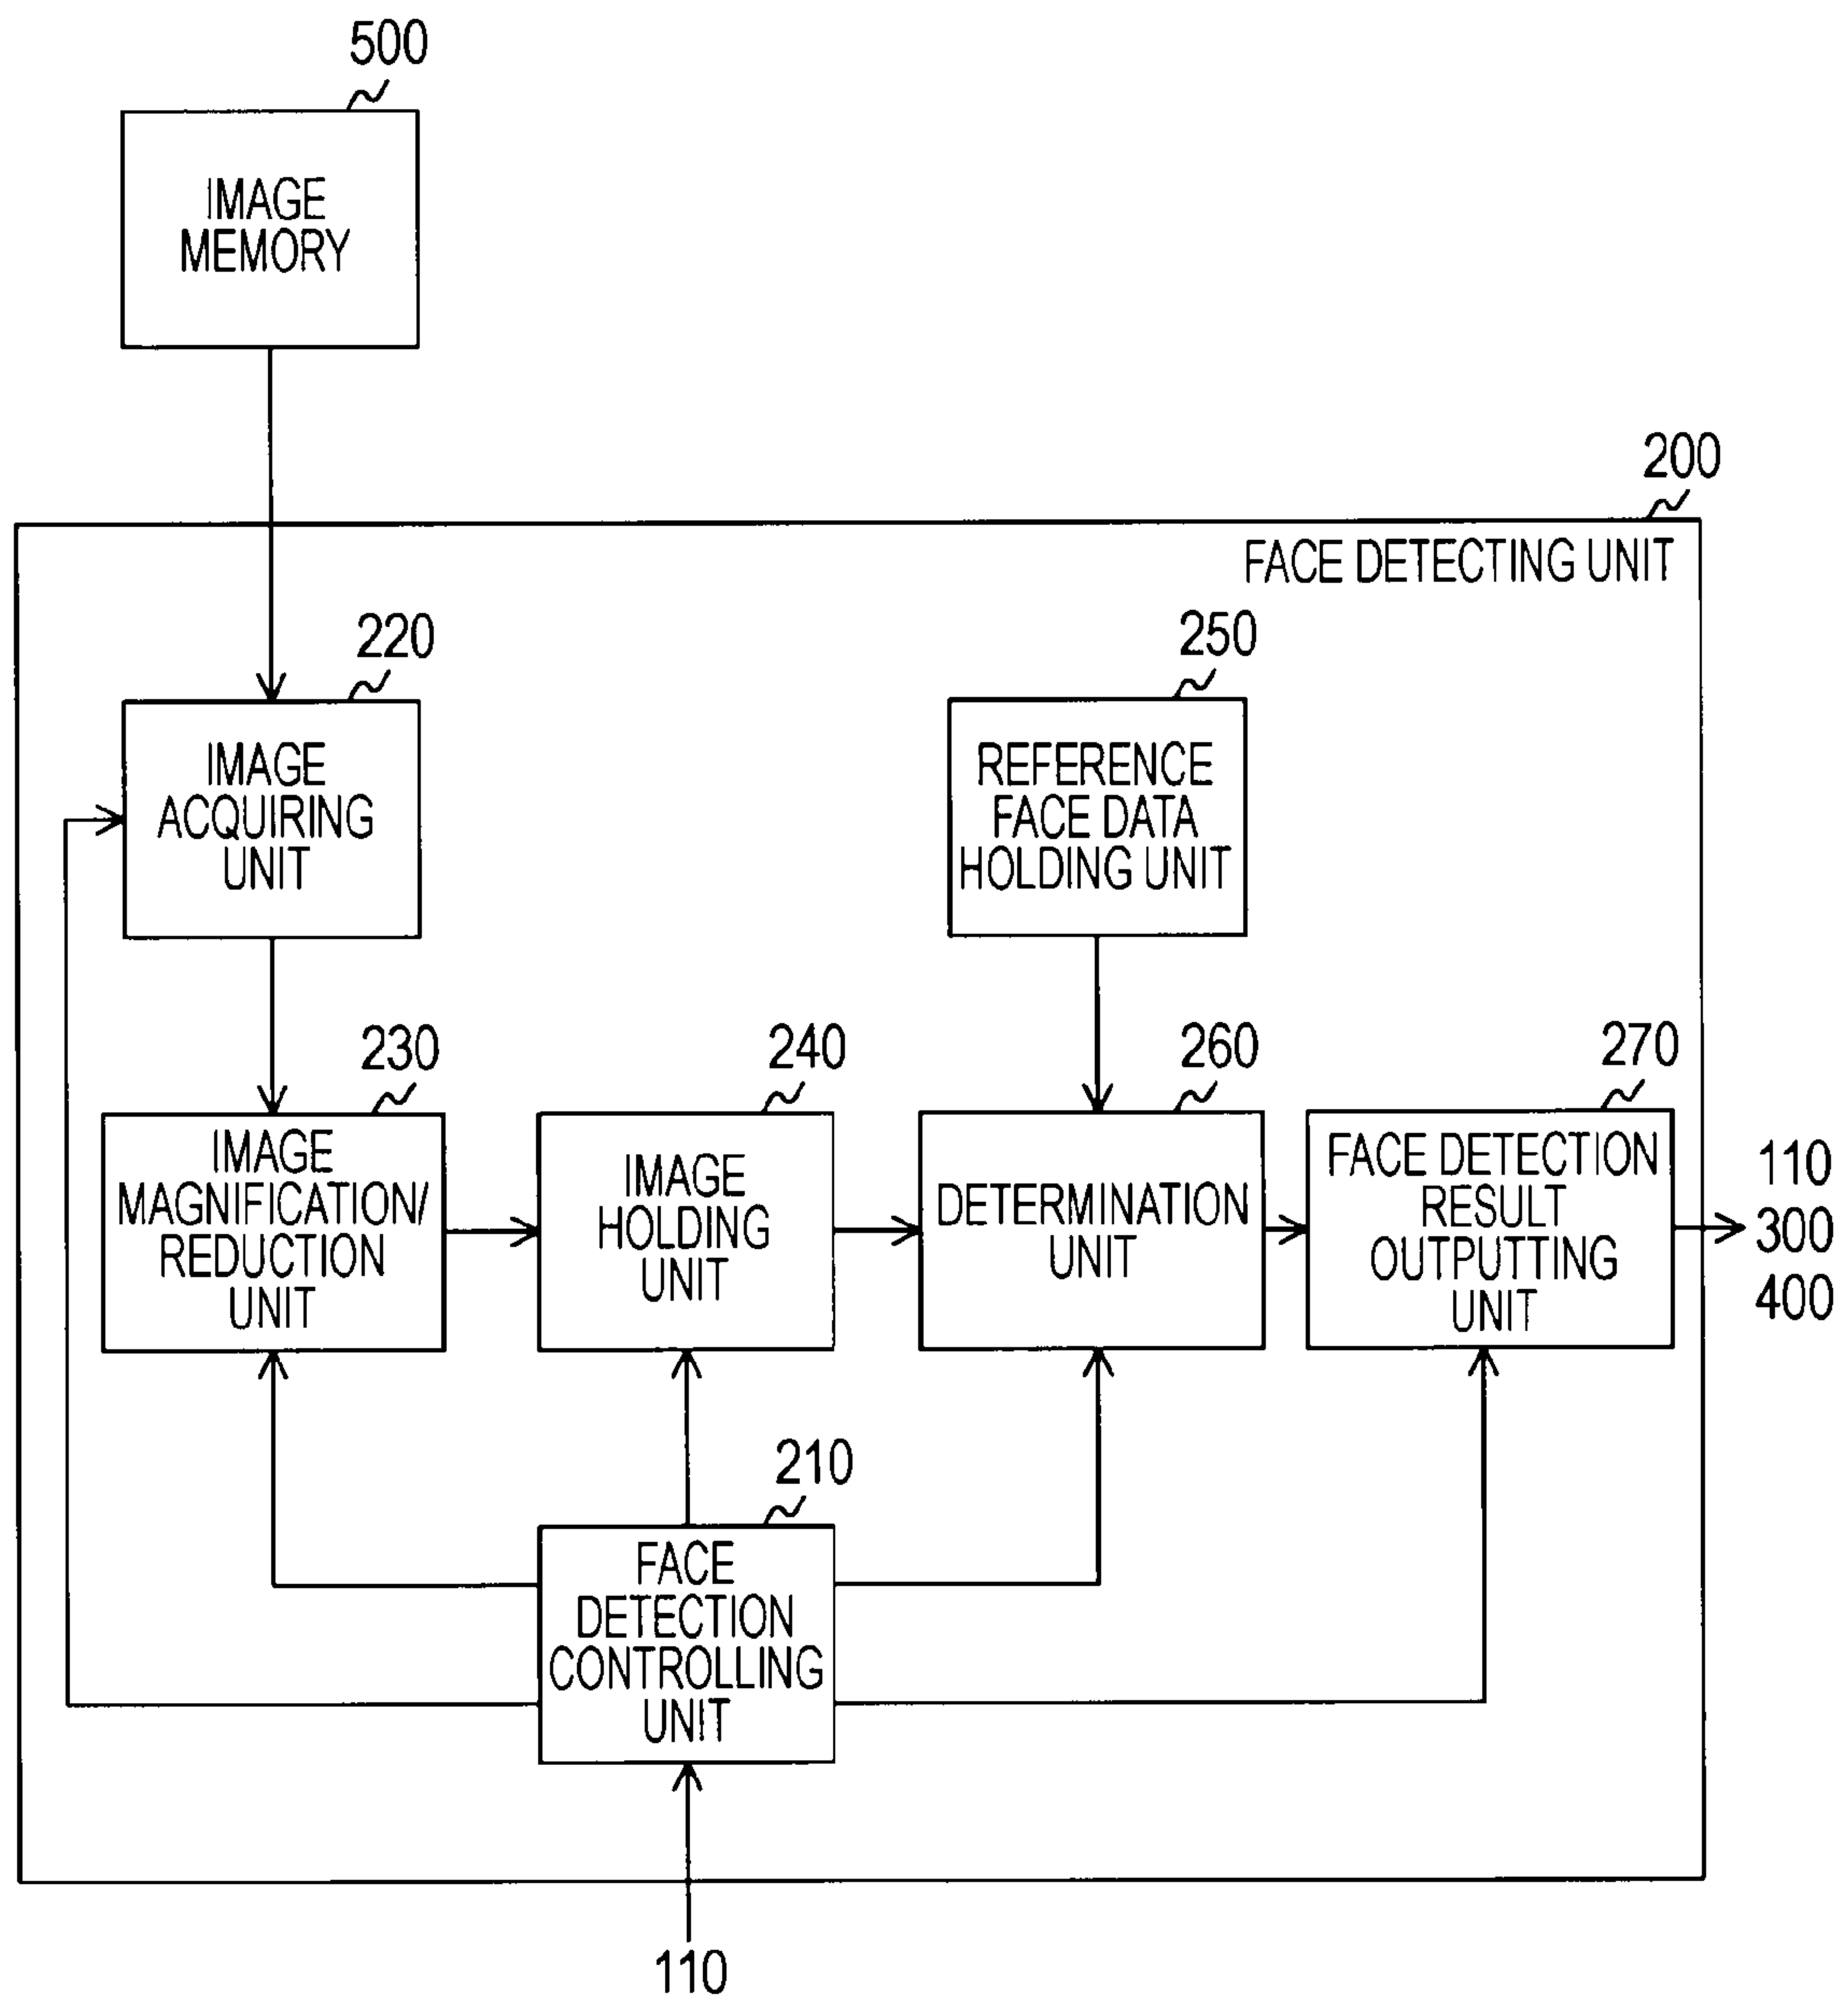 500
IMAGE
MEMORY
200
FACE DETECTING UNIT
220
IMAGE
ACQUIRING
UNIT
250
REFERENCE
FACE DATA
HOLDING UNIT
230
IMAGE
MAGNIFICATION/
REDUCTION
UNIT
240
IMAGE
HOLDING
UNIT
260
DETERMINATION
UNIT
270
FACE DETECTION
RESULT
OUTPUTTING
UNIT
110
300
400
210
FACE
DETECTION
CONTROLLING
UNIT
110